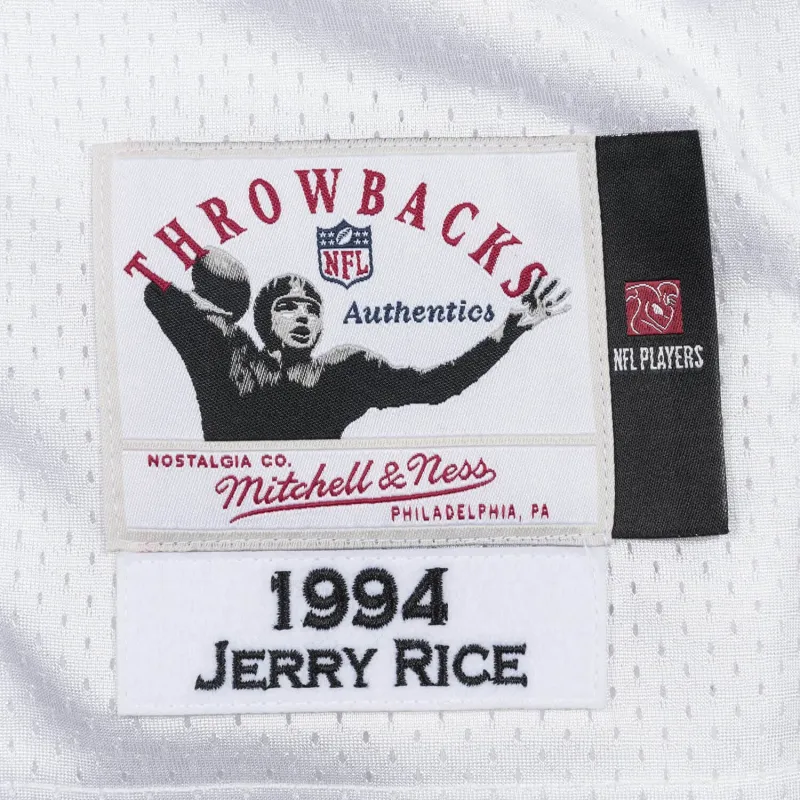 THROWBACKS
NFL
Authentics
NFL PLAYERS
NOSTALGIA CO.
Mitchell & Ness
PHILADELPHIA, PA
1994
JERRY RICE